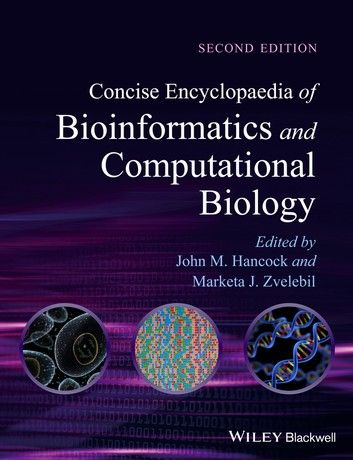 SECOND EDITION
Concise Encyclopaedia of
Bioinformatics and
Computational
Biology
Edited by
John M. Hancock and
Marketa J. Zvelebil
WILEY Blackwell